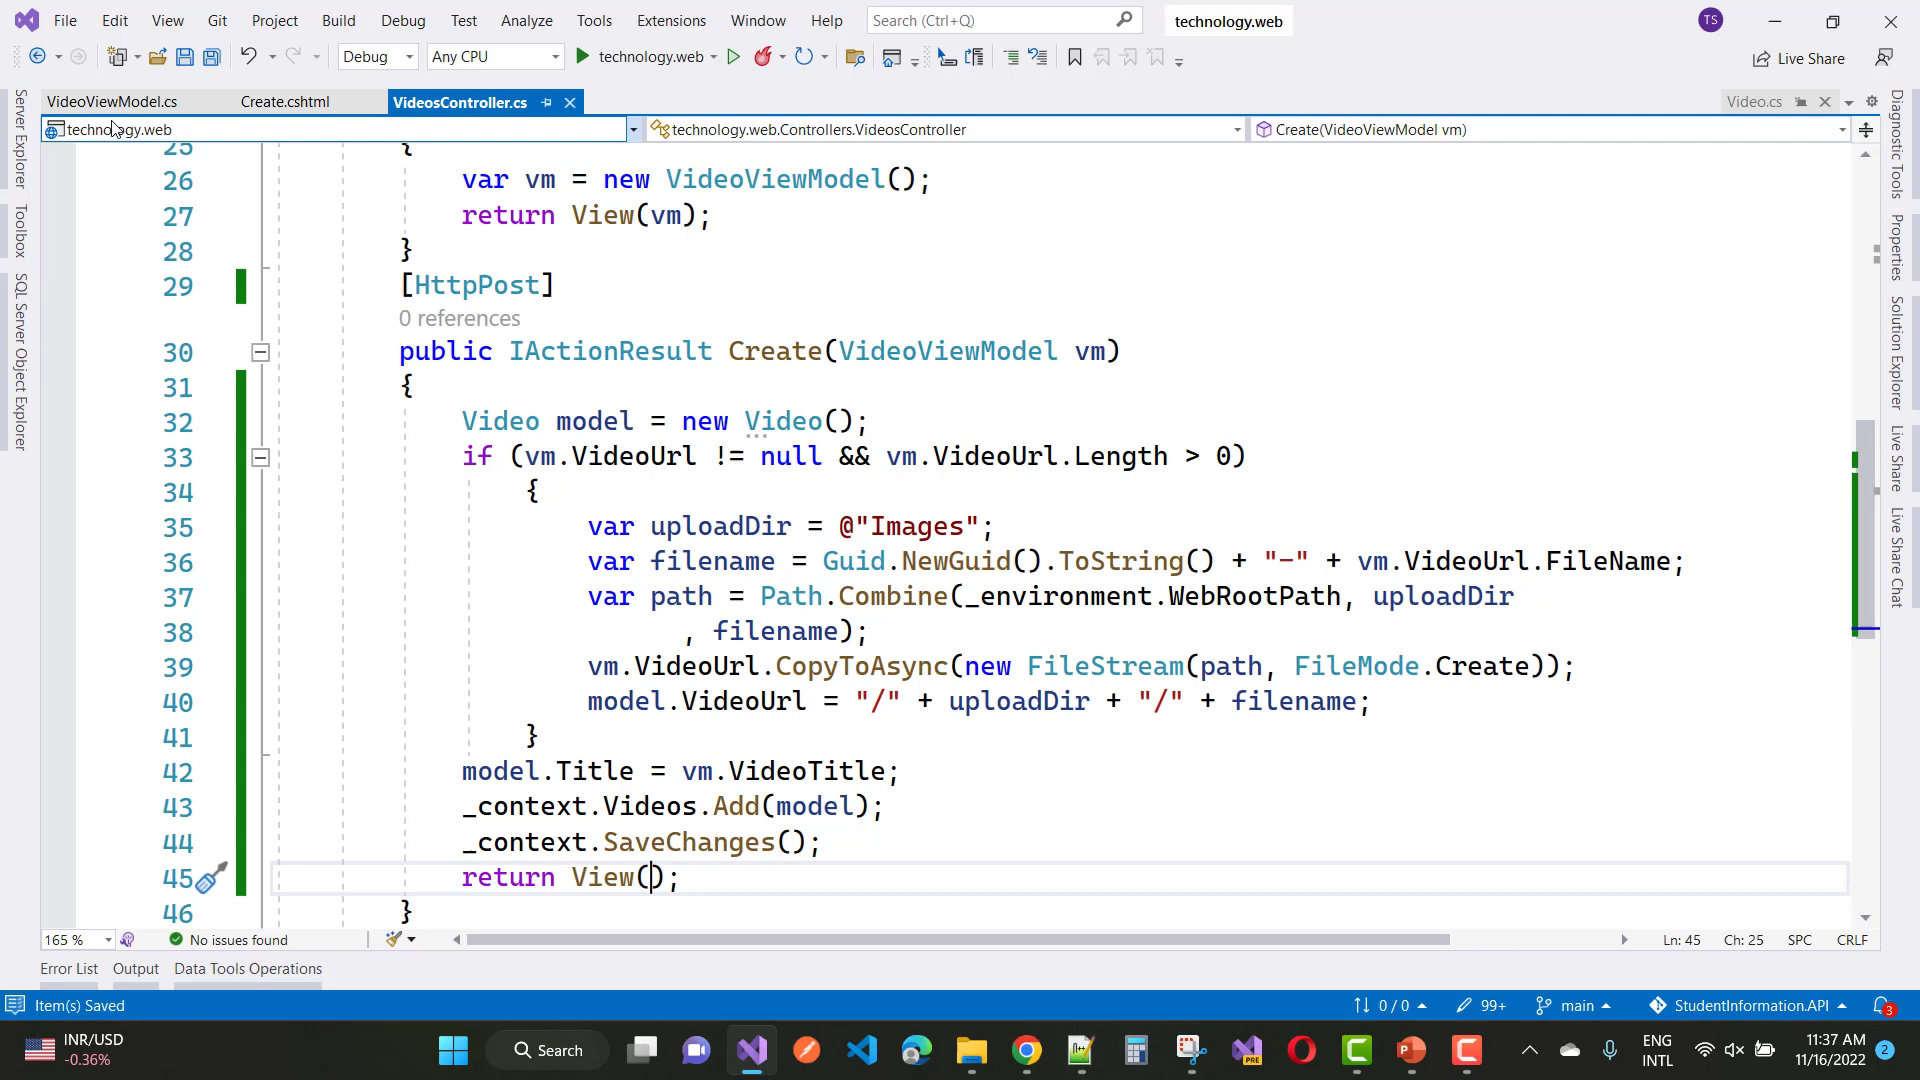 File Edit View Git Project Build Debug Test Analyze Tools Extensions Window Help Search (Ctrl+Q) technology.web TS
Debug Any CPU technology.web Live Share
VideoViewModel.cs Create.cshtml VideosController.cs Video.cs
technology.web technology.web.Controllers.VideosController Create(VideoViewModel vm)
Server Explorer
Toolbox
SQL Server Object Explorer
25 {
26 var vm = new VideoViewModel();
27 return View(vm);
28 }
29 [HttpPost]
0 references
30 public IActionResult Create(VideoViewModel vm)
31 {
32 Video model = new Video();
33 if (vm.VideoUrl != null && vm.VideoUrl.Length > 0)
34 {
35 var uploadDir = @"Images";
36 var filename = Guid.NewGuid().ToString() + "-" + vm.VideoUrl.FileName;
37 var path = Path.Combine(_environment.WebRootPath, uploadDir
38 , filename);
39 vm.VideoUrl.CopyToAsync(new FileStream(path, FileMode.Create));
40 model.VideoUrl = "/" + uploadDir + "/" + filename;
41 }
42 model.Title = vm.VideoTitle;
43 _context.Videos.Add(model);
44 _context.SaveChanges();
45 return View();
46 }
Diagnostic Tools
Properties
Solution Explorer
Live Share
Live Share Chat
165 % No issues found Ln: 45 Ch: 25 SPC CRLF
Error List Output Data Tools Operations
Item(s) Saved 0 / 0 99+ main StudentInformation.API 3
INR/USD
-0.36%
Search
PRE
ENG
INTL
11:37 AM
11/16/2022
2